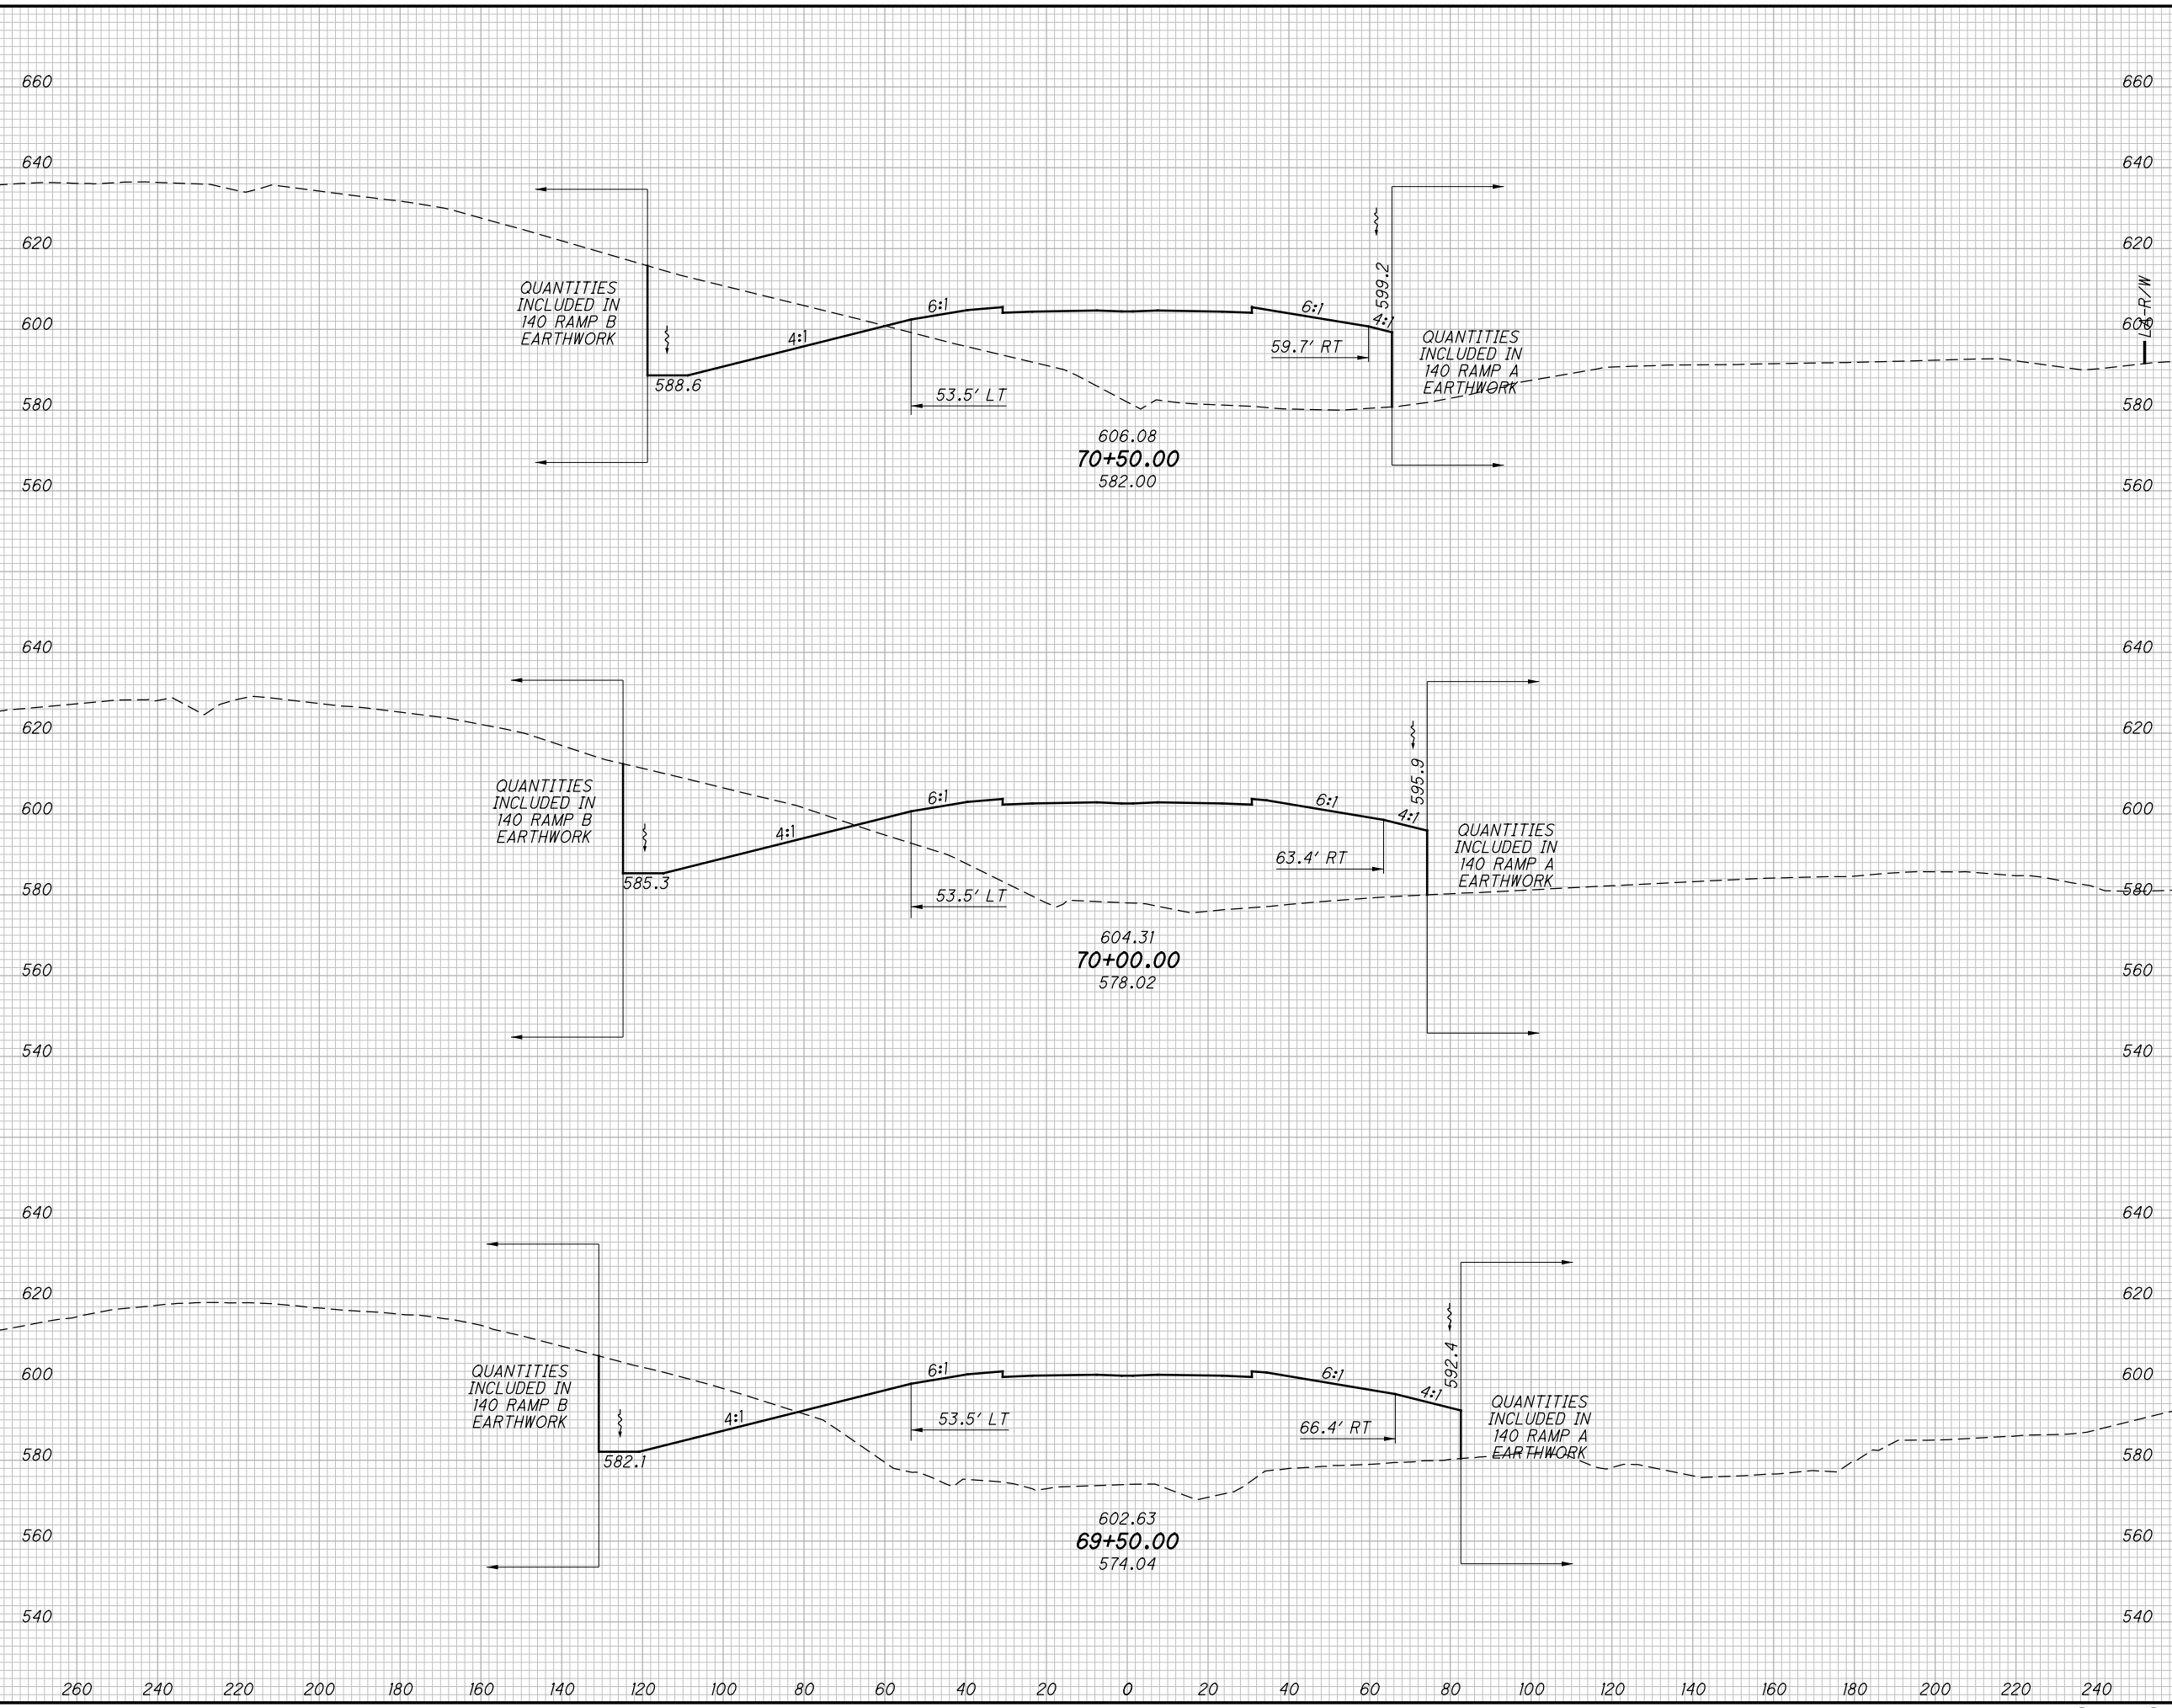 660
660
640
640
620
620
600
600
580
580
560
560
QUANTITIES
INCLUDED IN
140 RAMP B
EARTHWORK
588.6
4:1
6:1
53.5' LT
6:1
4:1
59.7' RT
599.2
QUANTITIES
INCLUDED IN
140 RAMP A
EARTHWORK
LA-R/W
606.08
70+50.00
582.00
640
640
620
620
600
600
580
580
560
560
540
540
QUANTITIES
INCLUDED IN
140 RAMP B
EARTHWORK
585.3
4:1
6:1
53.5' LT
6:1
4:1
63.4' RT
595.9
QUANTITIES
INCLUDED IN
140 RAMP A
EARTHWORK
604.31
70+00.00
578.02
640
640
620
620
600
600
580
580
560
560
540
540
QUANTITIES
INCLUDED IN
140 RAMP B
EARTHWORK
582.1
4:1
6:1
53.5' LT
6:1
4:1
66.4' RT
592.4
QUANTITIES
INCLUDED IN
140 RAMP A
EARTHWORK
602.63
69+50.00
574.04
260 240 220 200 180 160 140 120 100 80 60 40 20 0 20 40 60 80 100 120 140 160 180 200 220 240